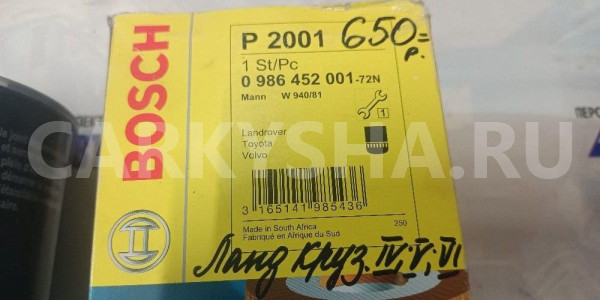 BOSCH
P 2001 650=
р.
1 St/Pc
0 986 452 001-72N
Mann W 940/81
1
Landrover
Toyota
Volvo
3 165141 985436
Made in South Africa
Fabriqué en Afrique du Sud
250
Ланд Круз. IV; V; VI
CARKYSHA.RU